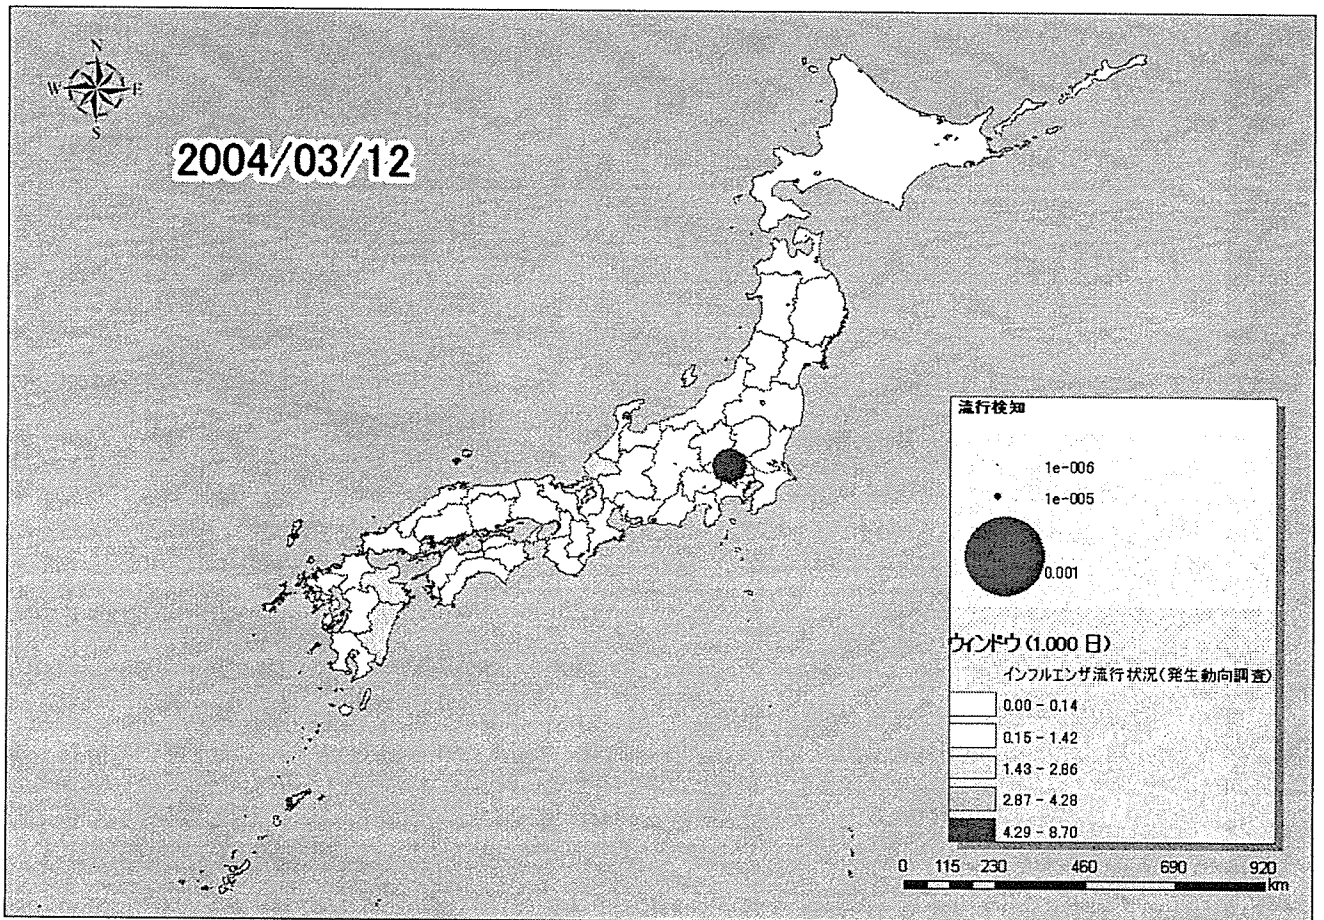 N
W E
S
2004/03/12
流行検知
1e-006
1e-005
0.001
ウィンドウ (1.000 日)
インフルエンザ流行状況(発生動向調査)
0.00 - 0.14
0.15 - 1.42
1.43 - 2.86
2.87 - 4.28
4.29 - 8.70
0 115 230 460 690 920
km